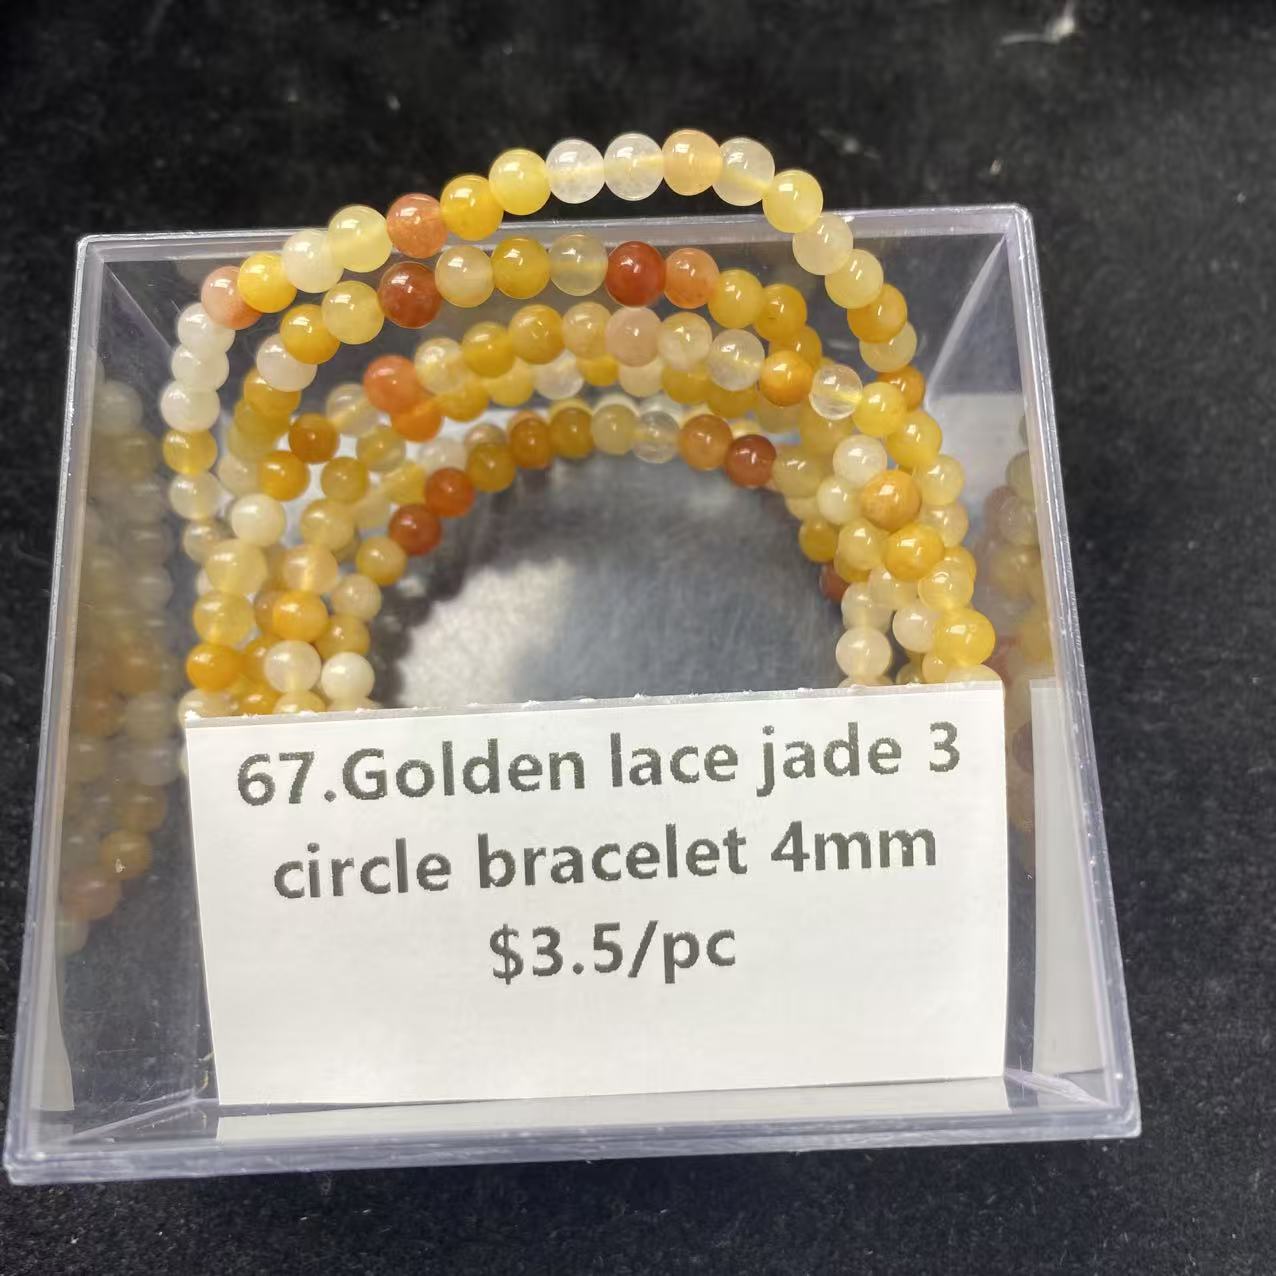 67.Golden lace jade 3
circle bracelet 4mm
$3.5/pc